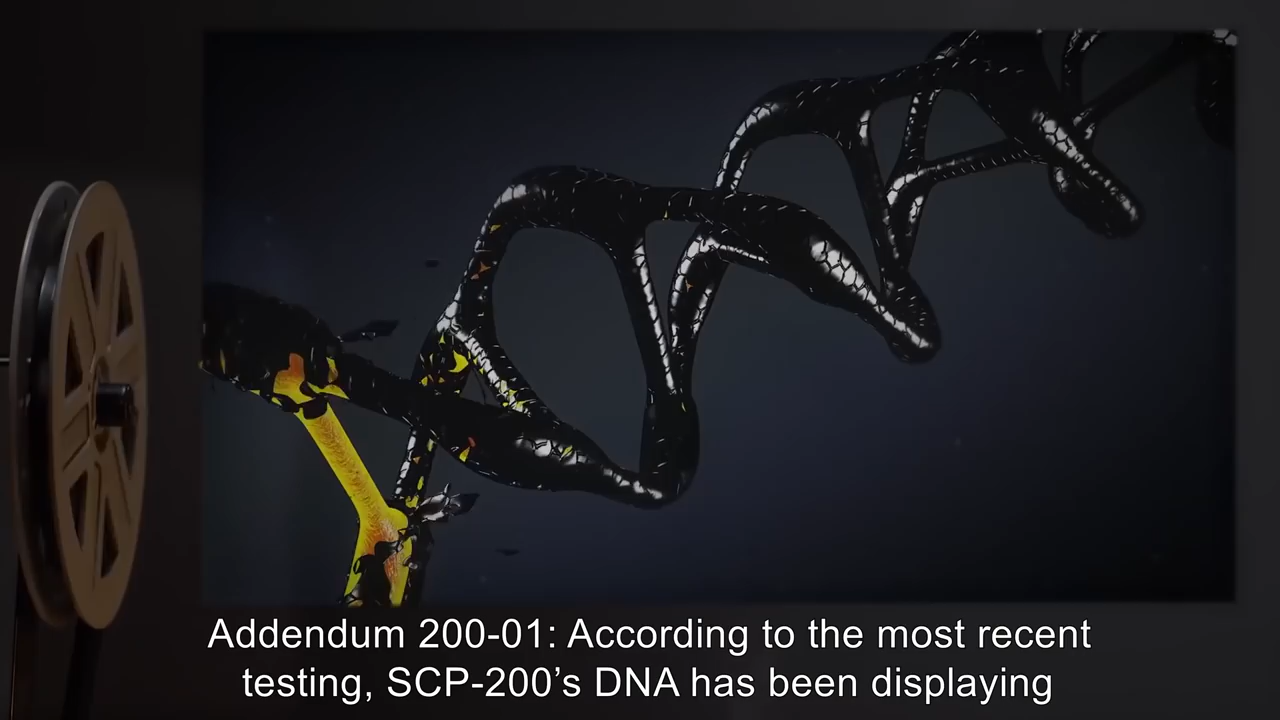 Addendum 200-01: According to the most recent
testing, SCP-200’s DNA has been displaying